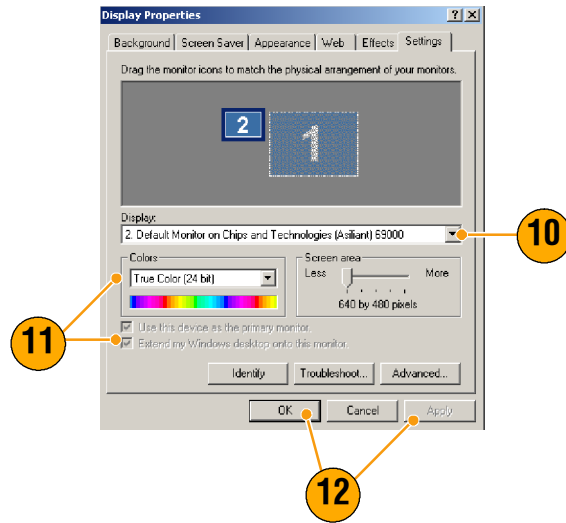 Display Properties
Background Screen Saver Appearance Web Effects Settings
Drag the monitor icons to match the physical arrangement of your monitors.
2 1
Display:
2. Default Monitor on Chips and Technologies (Asiliant) 69000
10
Colors Screen area
True Color (24 bit) Less More
640 by 480 pixels
11
Use this device as the primary monitor.
Extend my Windows desktop onto this monitor.
Identify Troubleshoot... Advanced...
OK Cancel Apply
12